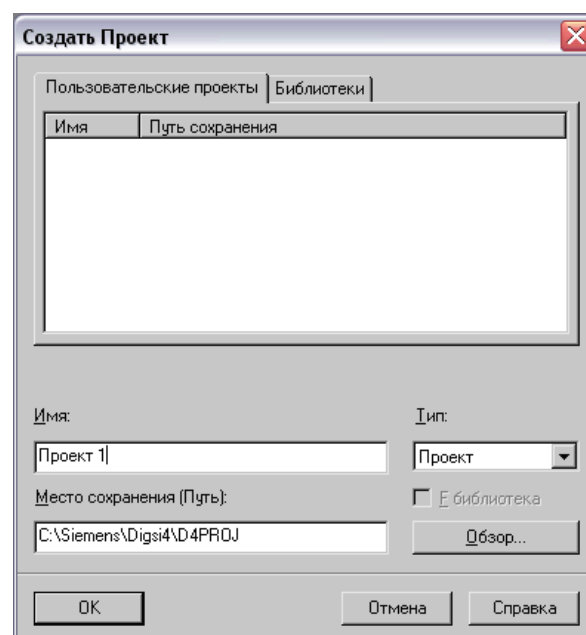 Создать Проект
Пользовательские проекты Библиотеки
Имя Путь сохранения
Имя: Тип:
Проект 1 Проект
Место сохранения (Путь): F библиотека
C:\Siemens\Digsi4\D4PROJ Обзор...
OK Отмена Справка